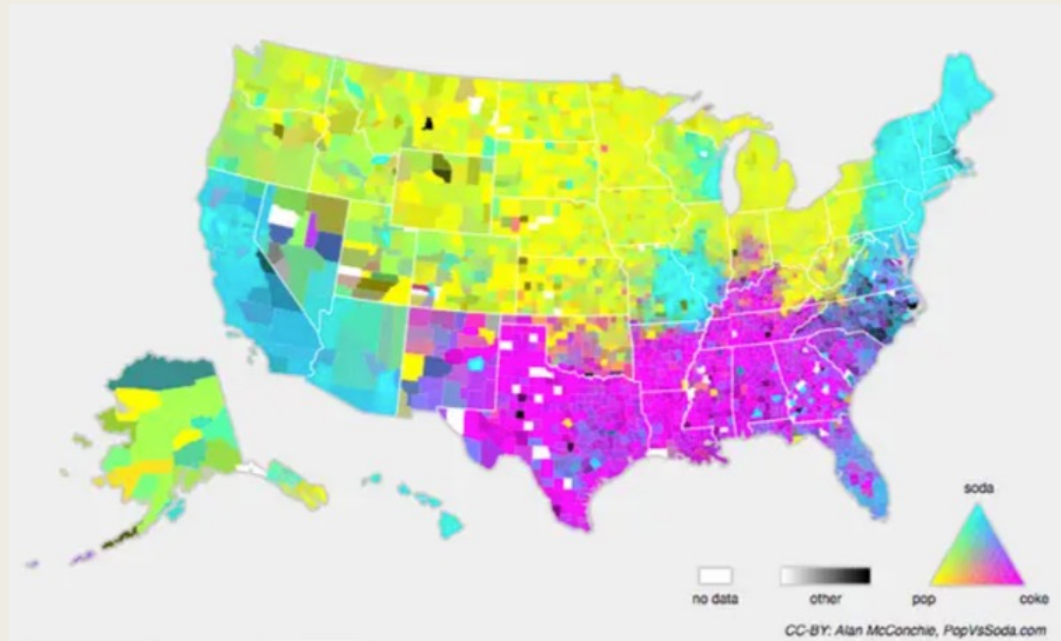 soda
no data
other
pop
coke
CC-BY: Alan McConchie, PopVsSoda.com